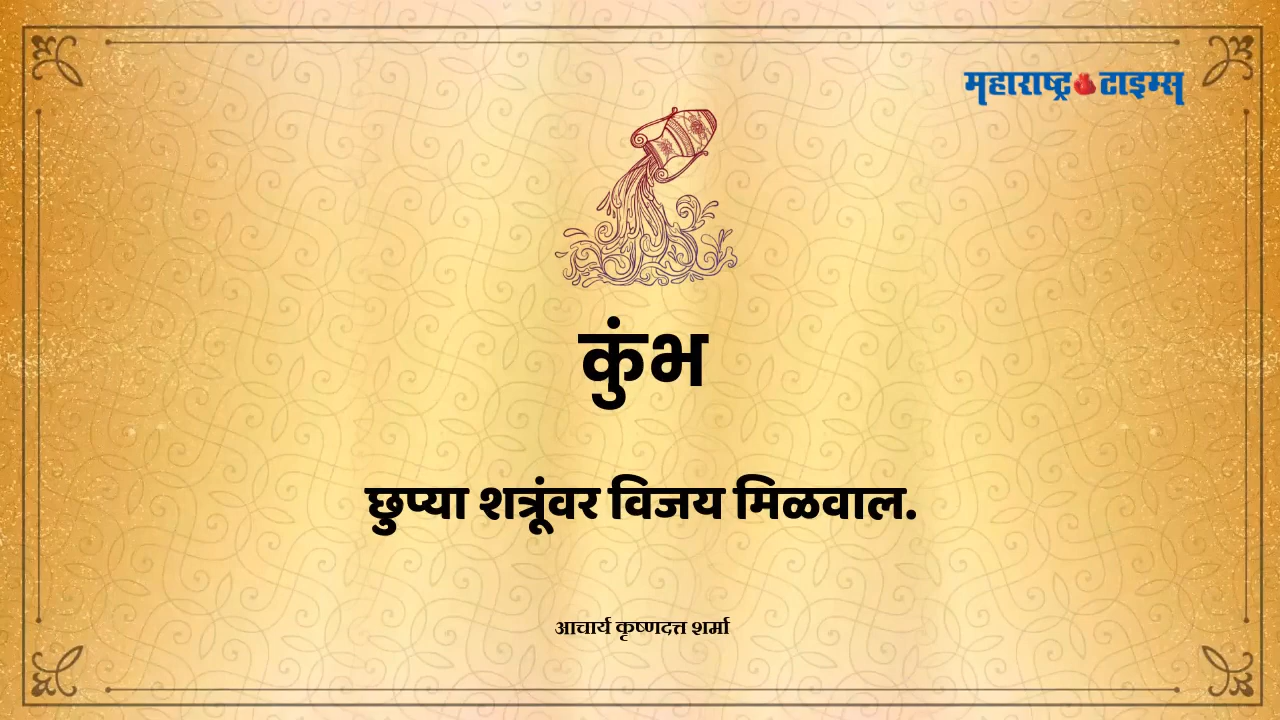 महाराष्ट्र टाइम्स
कुंभ
छुप्या शत्रूंवर विजय मिळवाल.
आचार्य कृष्णदत्त शर्मा